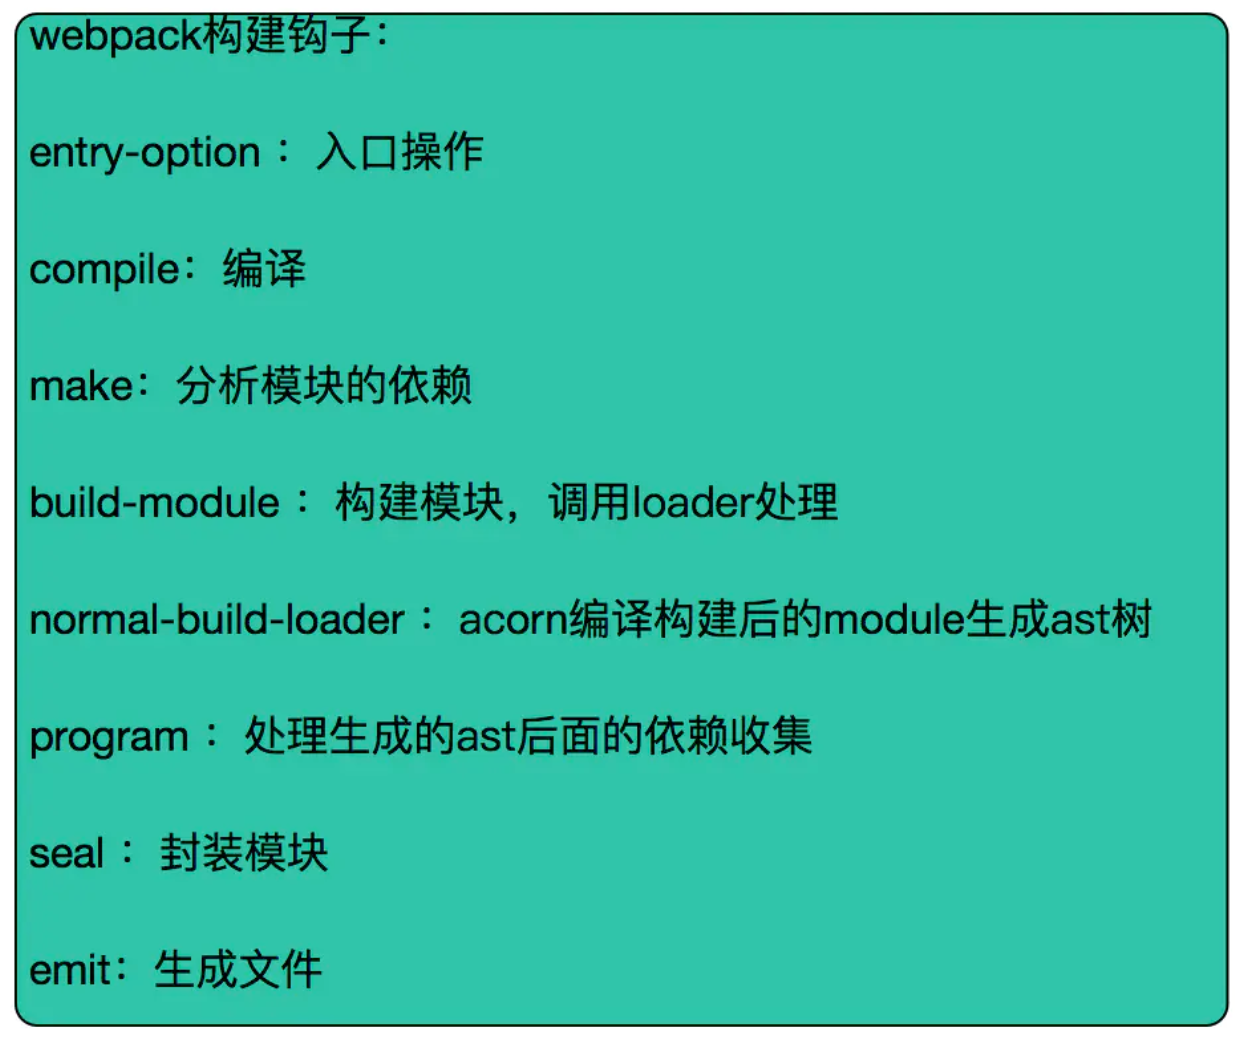 webpack构建钩子：
entry-option ： 入口操作
compile： 编译
make： 分析模块的依赖
build-module ： 构建模块，调用loader处理
normal-build-loader ： acorn编译构建后的module生成ast树
program ： 处理生成的ast后面的依赖收集
seal ： 封装模块
emit： 生成文件